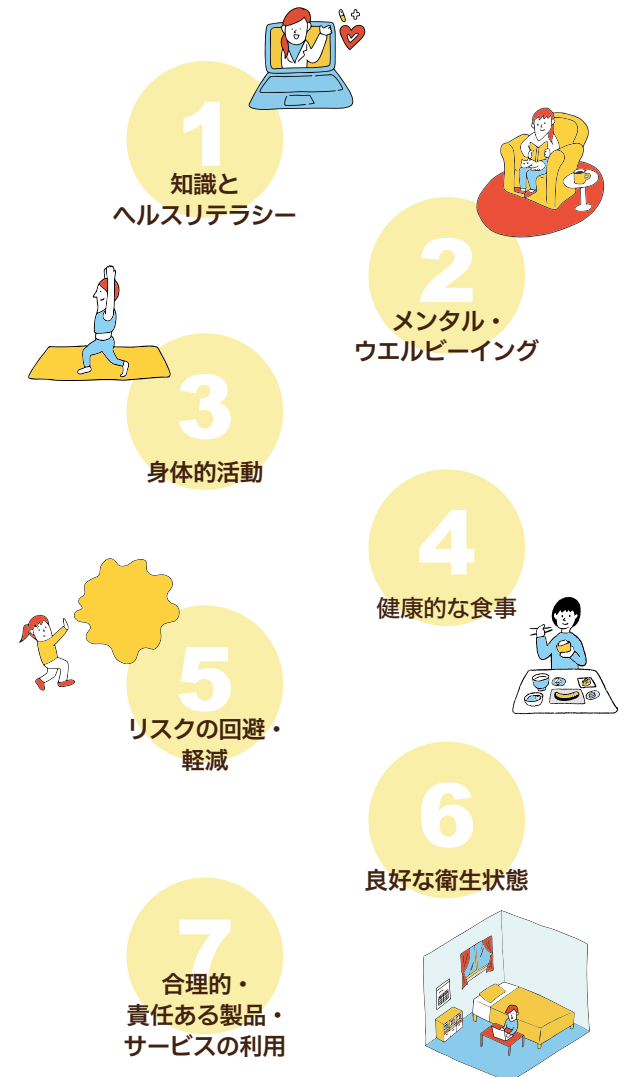 1
知識と
ヘルスリテラシー
2
メンタル・
ウエルビーイング
3
身体的活動
4
健康的な食事
5
リスクの回避・
軽減
6
良好な衛生状態
7
合理的・
責任ある製品・
サービスの利用